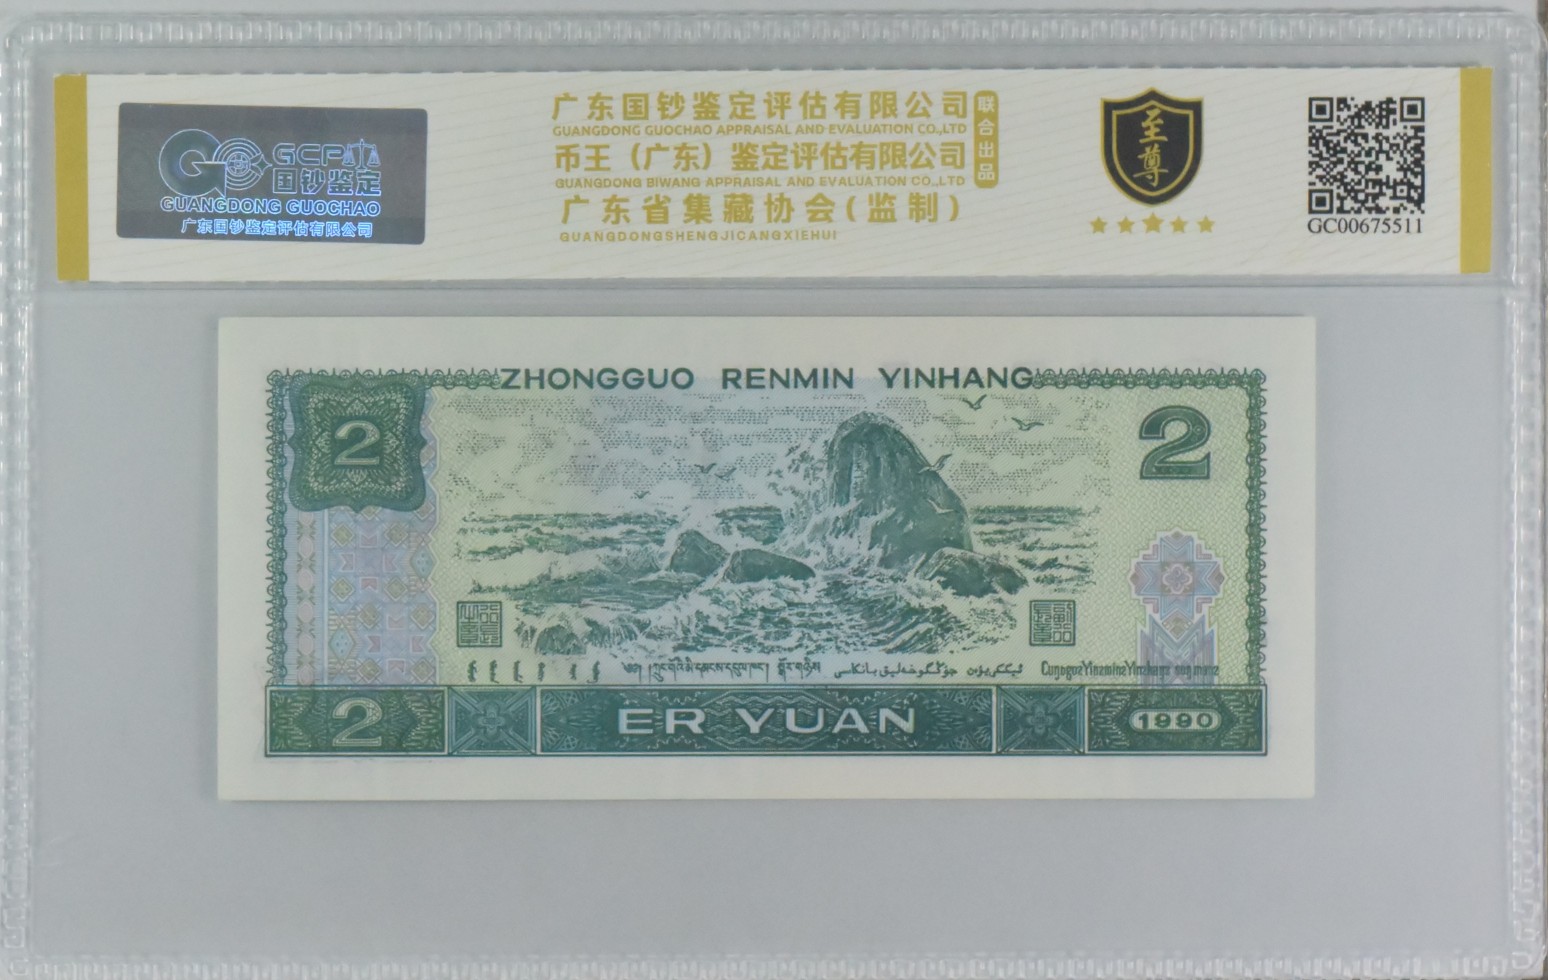 GCP
国钞鉴定
GUANGDONG GUOCHAO
广东国钞鉴定评估有限公司
广东国钞鉴定评估有限公司
GUANGDONG GUOCHAO APPRAISAL AND EVALUATION CO.,LTD
币王（广东）鉴定评估有限公司
GUANGDONG BIWANG APPRAISAL AND EVALUATION CO.,LTD
联合出品
广东省集藏协会(监制)
GUANGDONGSHENGJICANGXIEHUI
至尊
GC00675511
ZHONGGUO RENMIN YINHANG
2
2
جۇڭگو خەلق بانكىسى
2
ER YUAN
1990